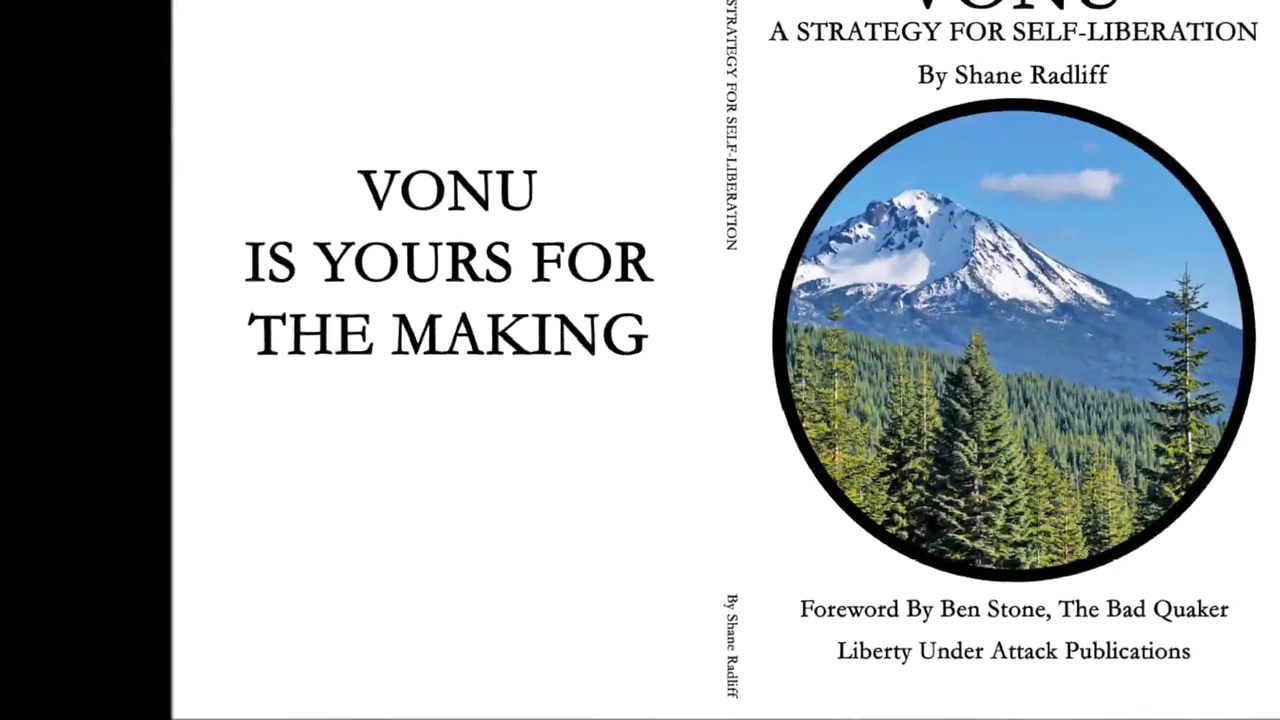 VONU
IS YOURS FOR
THE MAKING
STRATEGY FOR SELF-LIBERATION
By Shane Radliff
VONU
A STRATEGY FOR SELF-LIBERATION
By Shane Radliff
Foreword By Ben Stone, The Bad Quaker
Liberty Under Attack Publications